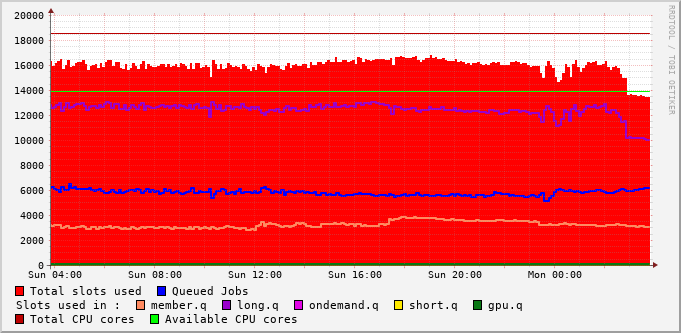 20000
18000
16000
14000
12000
10000
8000
6000
4000
2000
0
Sun 04:00 Sun 08:00 Sun 12:00 Sun 16:00 Sun 20:00 Mon 00:00
Total slots used Queued Jobs
Slots used in : member.q long.q ondemand.q short.q gpu.q
Total CPU cores Available CPU cores
RRDTOOL / TOBI OETIKER